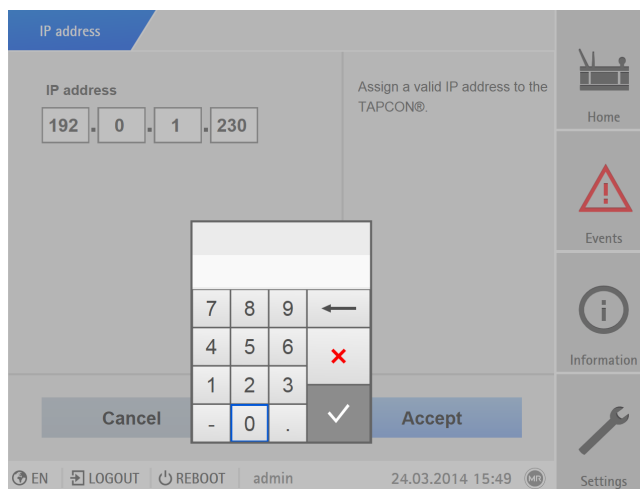 IP address
IP address
192 . 0 . 1 . 230
Assign a valid IP address to the
TAPCON®.
Home
Events
Information
Settings
7 8 9
4 5 6
1 2 3
- 0 .
Cancel
Accept
EN LOGOUT REBOOT admin 24.03.2014 15:49 MR